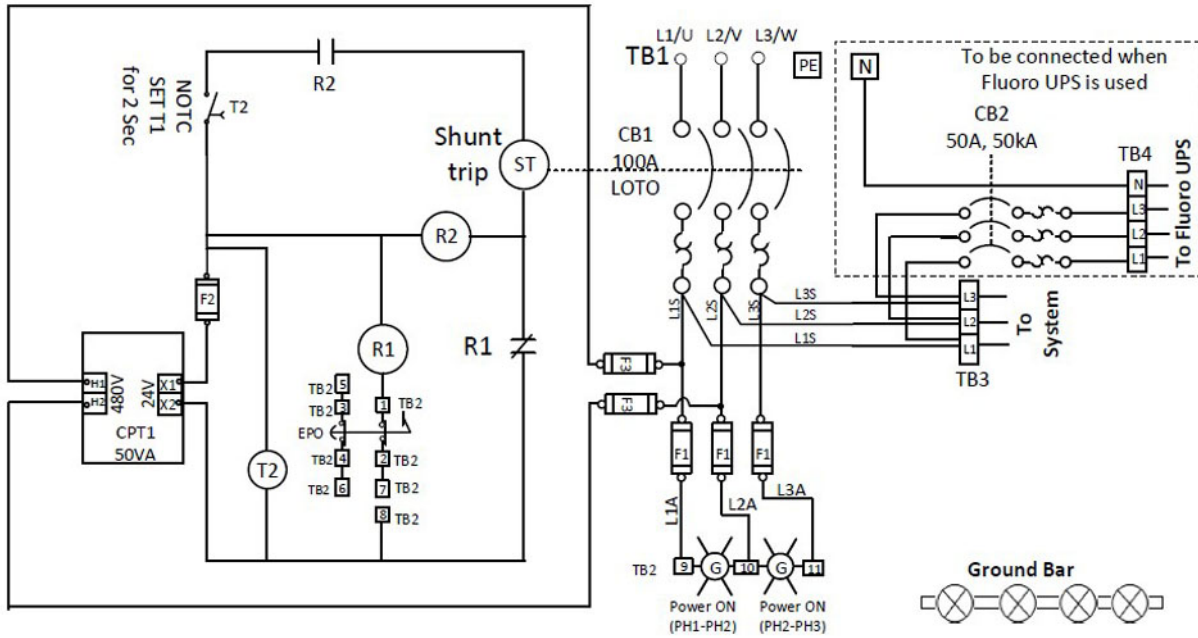 R2
NOTC
SET T1
for 2 Sec
T2
Shunt
trip
ST
R2
F2
R1
R1
H1
H2
480V
24V
X1
X2
CPT1
50VA
T2
TB2 5
TB2 3
EPO
TB2 4
TB2 6
1 TB2
2 TB2
7 TB2
8 TB2
L1/U L2/V L3/W
TB1
PE
CB1
100A
LOTO
L1S
L2S
L3S
L3S
L2S
L1S
F3
F3
F1
F1
F1
L1A
L2A
L3A
TB2 9 G 10 G 11
Power ON
(PH1-PH2)
Power ON
(PH2-PH3)
N
To be connected when
Fluoro UPS is used
CB2
50A, 50kA
TB4
N
L3
L2
L1
To Fluoro UPS
L3
L2
L1
TB3
To
System
Ground Bar